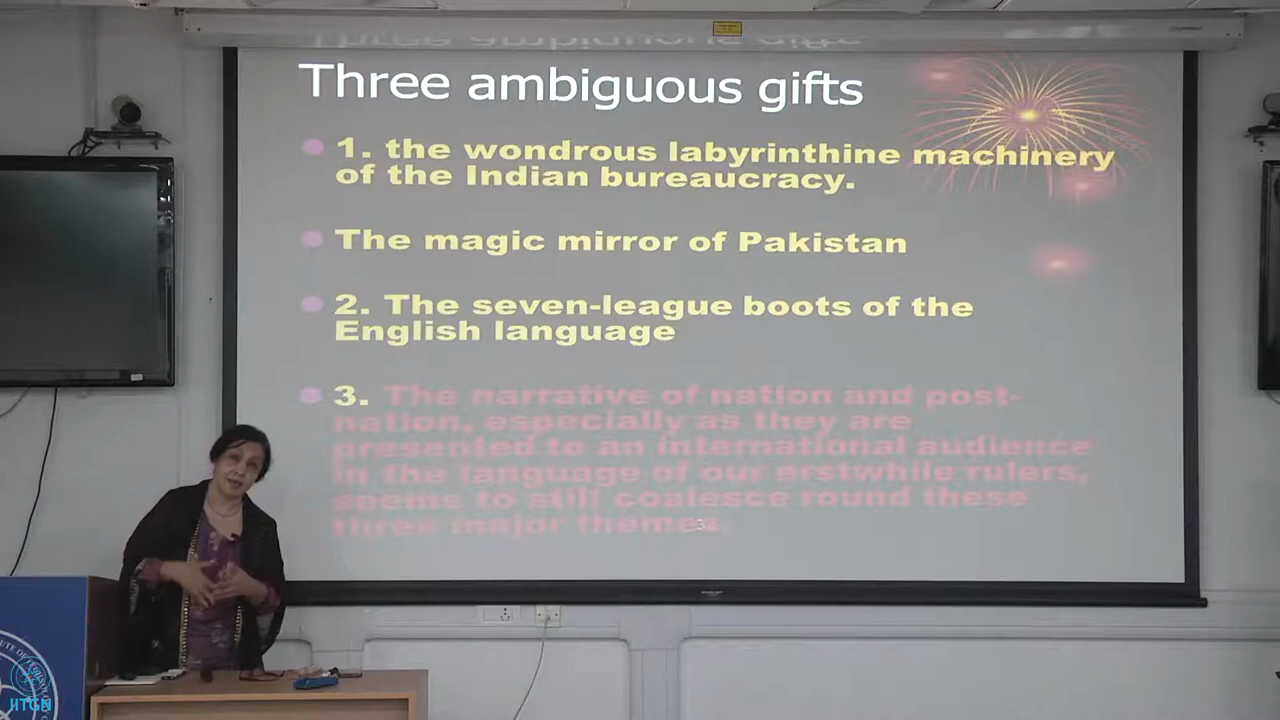 Three ambiguous gifts
1. the wondrous labyrinthine machinery
of the Indian bureaucracy.
The magic mirror of Pakistan
2. The seven-league boots of the
English language
3. The narrative of nation and post-
nation, especially as they are
presented to an international audience
in the language of our erstwhile rulers,
seems to still coalesce round these
three major themes.
3
IITGN